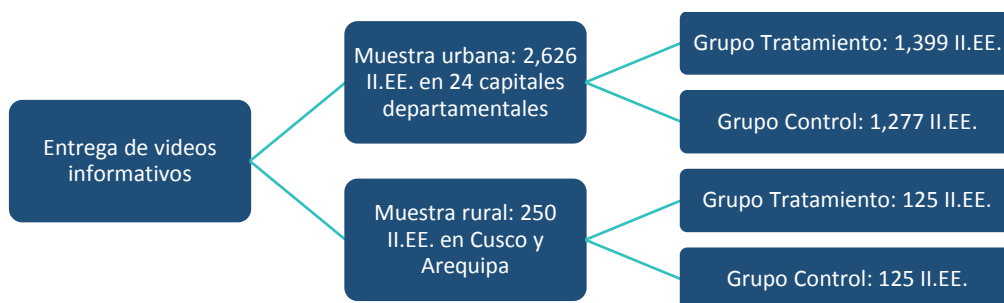 Entrega de videos
informativos
Muestra urbana: 2,626
II.EE. en 24 capitales
departamentales
Grupo Tratamiento: 1,399 II.EE.
Grupo Control: 1,277 II.EE.
Muestra rural: 250
II.EE. en Cusco y
Arequipa
Grupo Tratamiento: 125 II.EE.
Grupo Control: 125 II.EE.